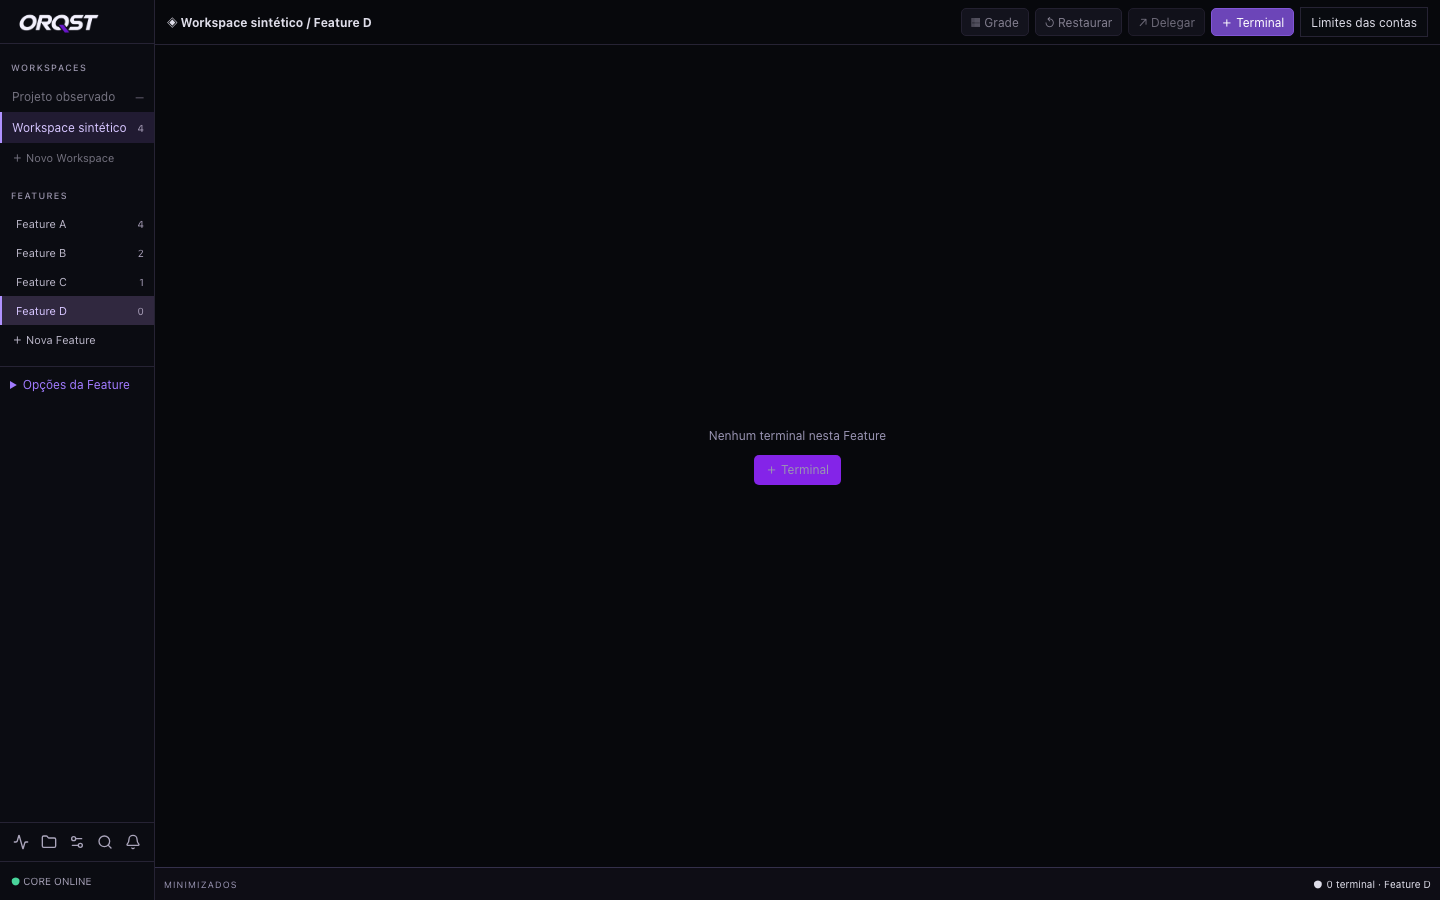 ORQST
◈ Workspace sintético / Feature D
▦ Grade
↺ Restaurar
↗ Delegar
+ Terminal
Limites das contas
WORKSPACES
Projeto observado —
Workspace sintético 4
+ Novo Workspace
FEATURES
Feature A 4
Feature B 2
Feature C 1
Feature D 0
+ Nova Feature
▶ Opções da Feature
Nenhum terminal nesta Feature
+ Terminal
CORE ONLINE
MINIMIZADOS
0 terminal · Feature D